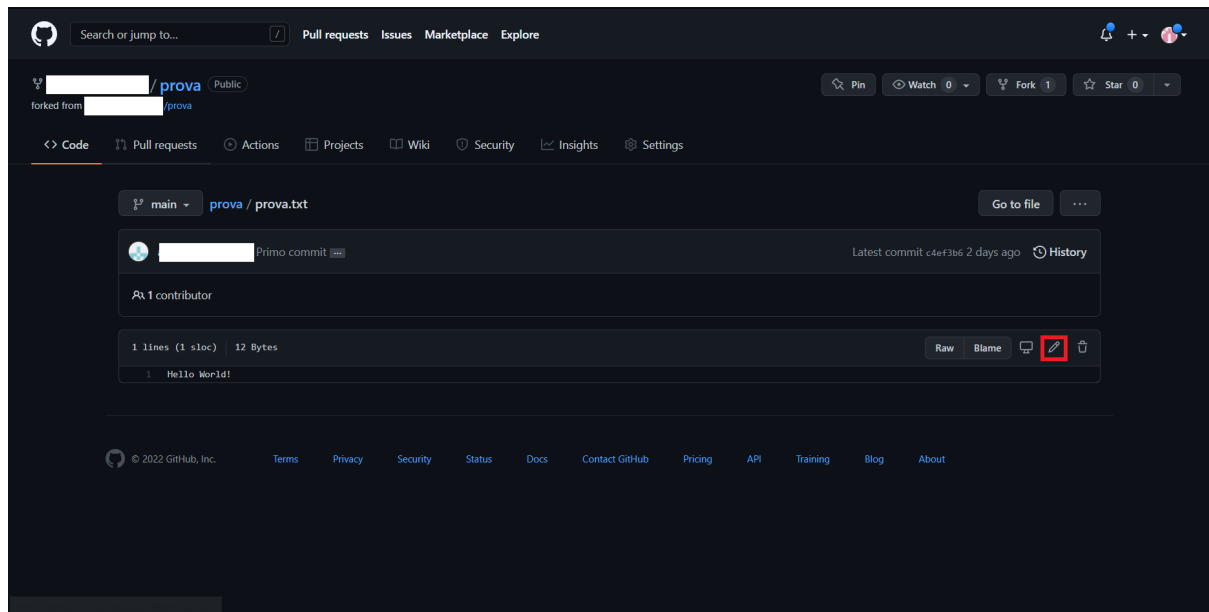 Search or jump to... / Pull requests Issues Marketplace Explore
/ prova Public Pin Watch 0 Fork 1 Star 0
forked from /prova
Code Pull requests Actions Projects Wiki Security Insights Settings
main prova / prova.txt Go to file ...
Primo commit ... Latest commit c4ef3b6 2 days ago History
1 contributor
1 lines (1 sloc) 12 Bytes Raw Blame
1 Hello World!
© 2022 GitHub, Inc. Terms Privacy Security Status Docs Contact GitHub Pricing API Training Blog About